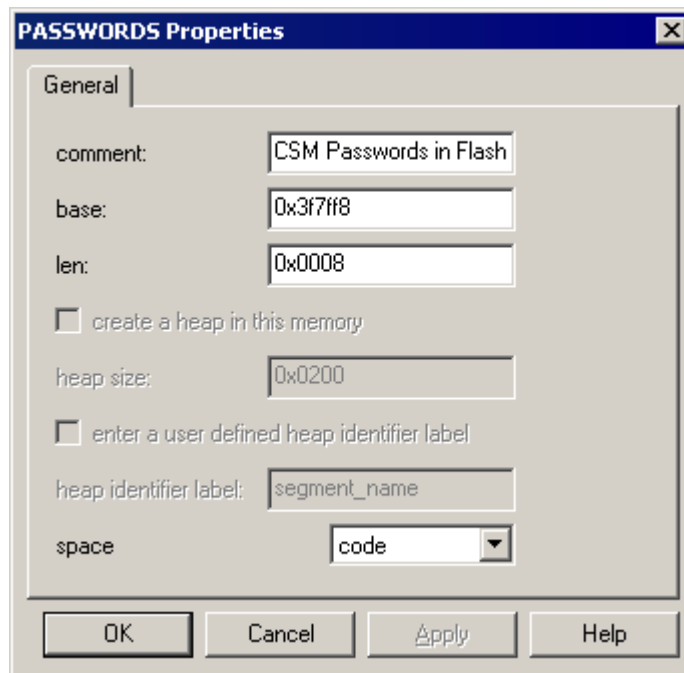 PASSWORDS Properties
General
comment: CSM Passwords in Flash
base: 0x3f7ff8
len: 0x0008
create a heap in this memory
heap size: 0x0200
enter a user defined heap identifier label
heap identifier label: segment_name
space code
OK Cancel Apply Help